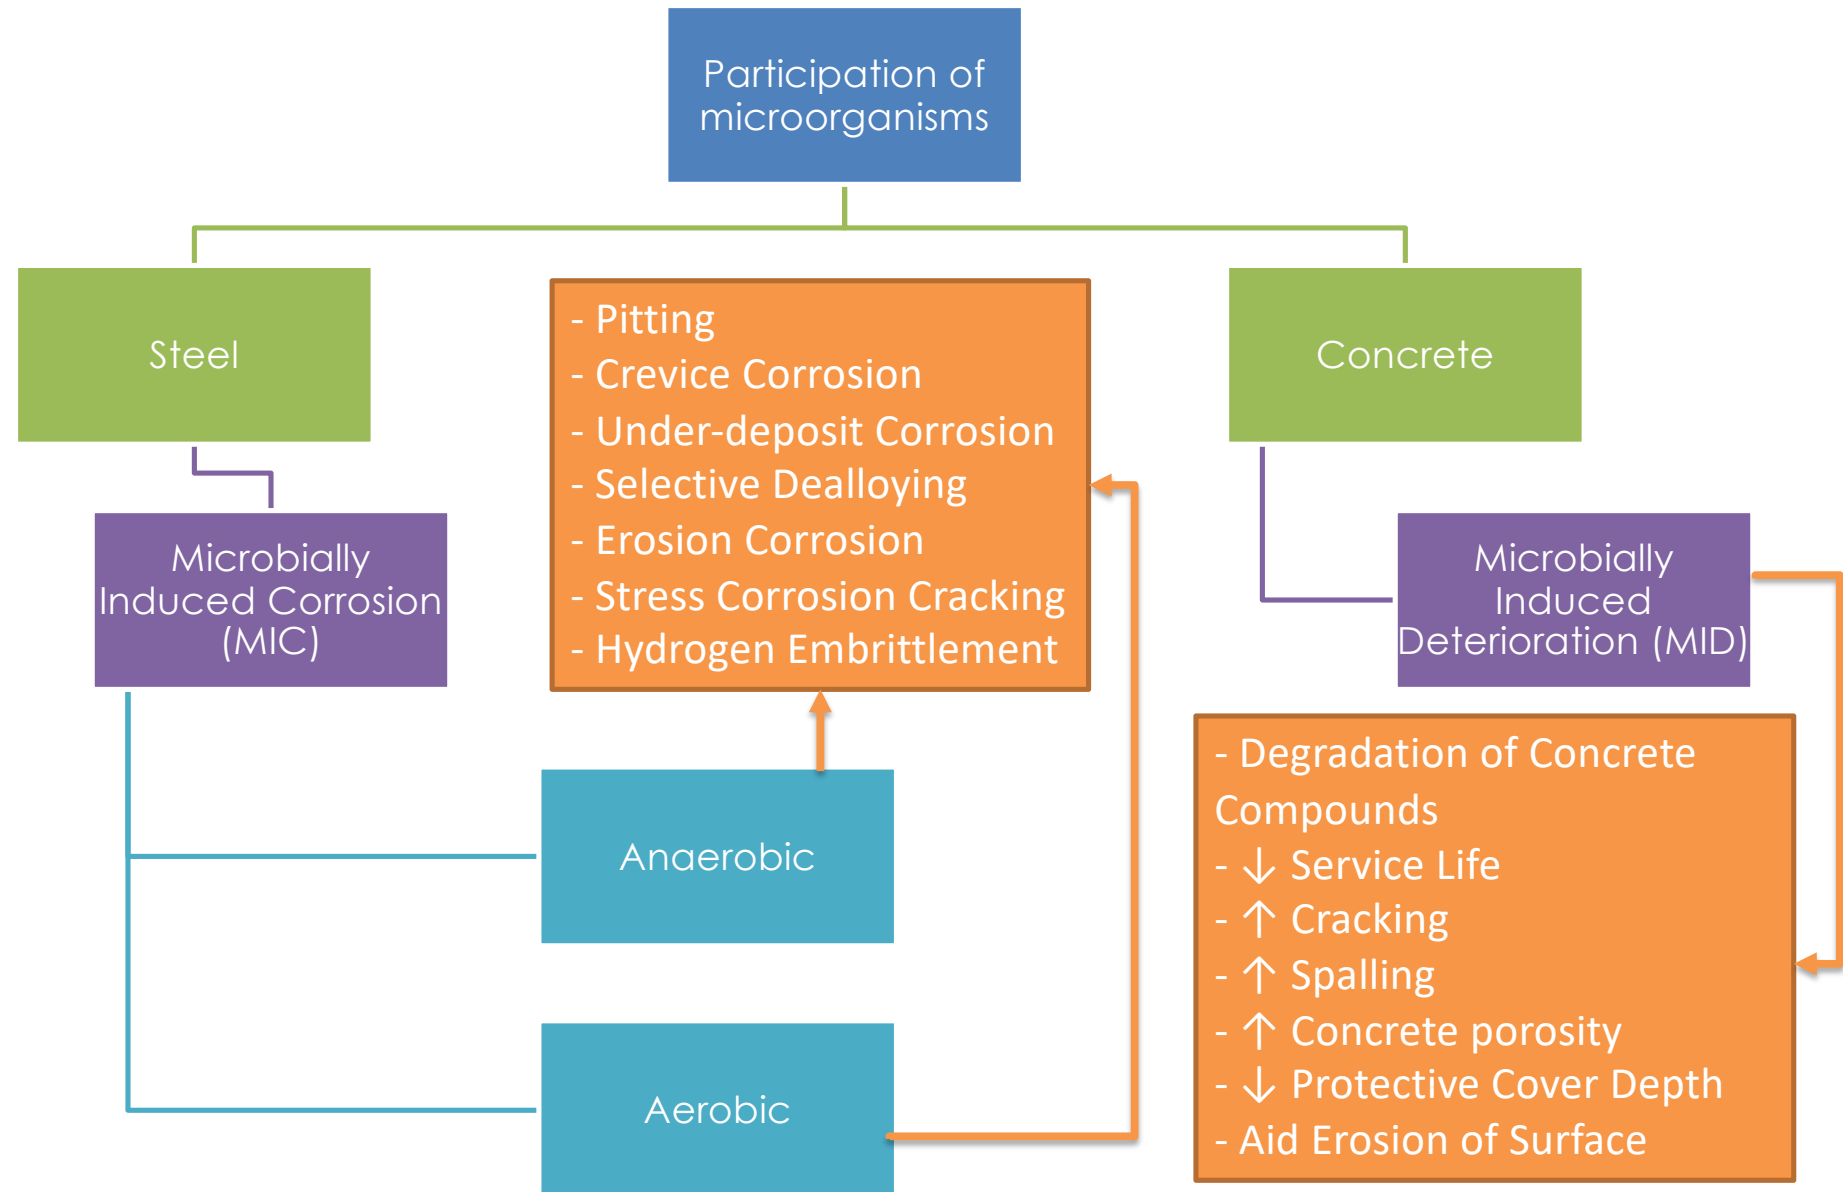 Participation of
microorganisms
Steel
- Pitting
- Crevice Corrosion
- Under-deposit Corrosion
- Selective Dealloying
- Erosion Corrosion
- Stress Corrosion Cracking
- Hydrogen Embrittlement
Concrete
Microbially
Induced Corrosion
(MIC)
Microbially
Induced
Deterioration (MID)
Anaerobic
Aerobic
- Degradation of Concrete
Compounds
- ↓ Service Life
- ↑ Cracking
- ↑ Spalling
- ↑ Concrete porosity
- ↓ Protective Cover Depth
- Aid Erosion of Surface